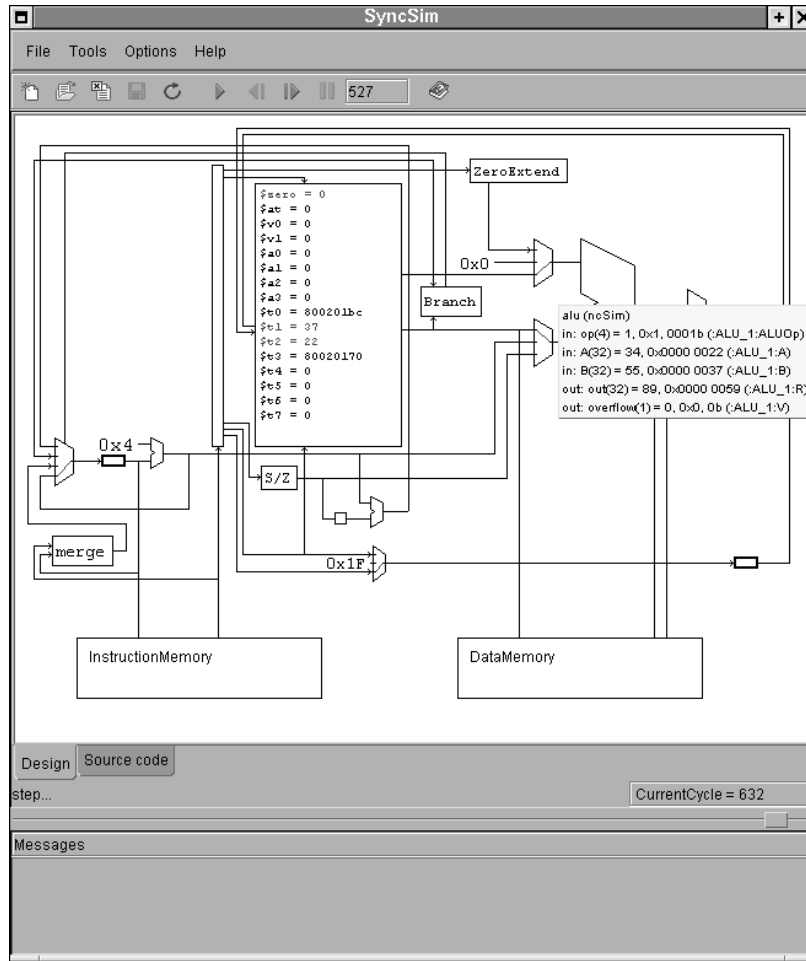 SyncSim
File Tools Options Help
527
ZeroExtend
$zero = 0
$at = 0
$v0 = 0
$v1 = 0
$a0 = 0
$a1 = 0
$a2 = 0
$a3 = 0
$t0 = 800201bc
$t1 = 37
$t2 = 22
$t3 = 80020170
$t4 = 0
$t5 = 0
$t6 = 0
$t7 = 0
0x0
Branch
alu (ncSim)
in: op(4) = 1, 0x1, 0001b (:ALU_1:ALUOp)
in: A(32) = 34, 0x0000 0022 (:ALU_1:A)
in: B(32) = 55, 0x0000 0037 (:ALU_1:B)
out: out(32) = 89, 0x0000 0059 (:ALU_1:R)
out: overflow(1) = 0, 0x0, 0b (:ALU_1:V)
0x4
S/Z
merge
0x1F
InstructionMemory
DataMemory
Design Source code
step...
CurrentCycle = 632
Messages